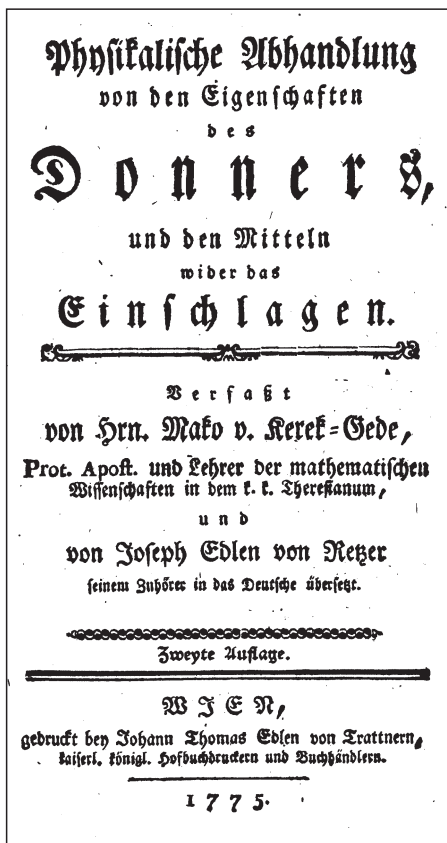 Physikalische Abhandlung
von den Eigenschaften
des
Donners,
und den Mitteln
wider das
Einschlagen.
Verfaßt
von Hrn. Mako v. Kerek-Gede,
Prot. Apost. und Lehrer der mathematischen
Wissenschaften in dem k. k. Theresianum,
und
von Joseph Edlen von Retzer
seinem Zuhörer in das Deutsche übersetzt.
Zweyte Auflage.
WIEN,
gedruckt bey Johann Thomas Edlen von Trattnern,
kaiserl. königl. Hofbuchdruckern und Buchhändlern.
1775.